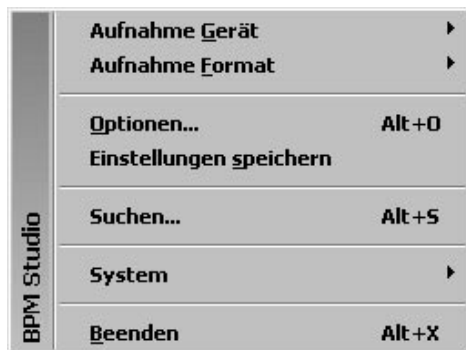 Aufnahme Gerät
Aufnahme Format
Optionen... Alt+O
Einstellungen speichern
Suchen... Alt+S
System
Beenden Alt+X
BPM Studio